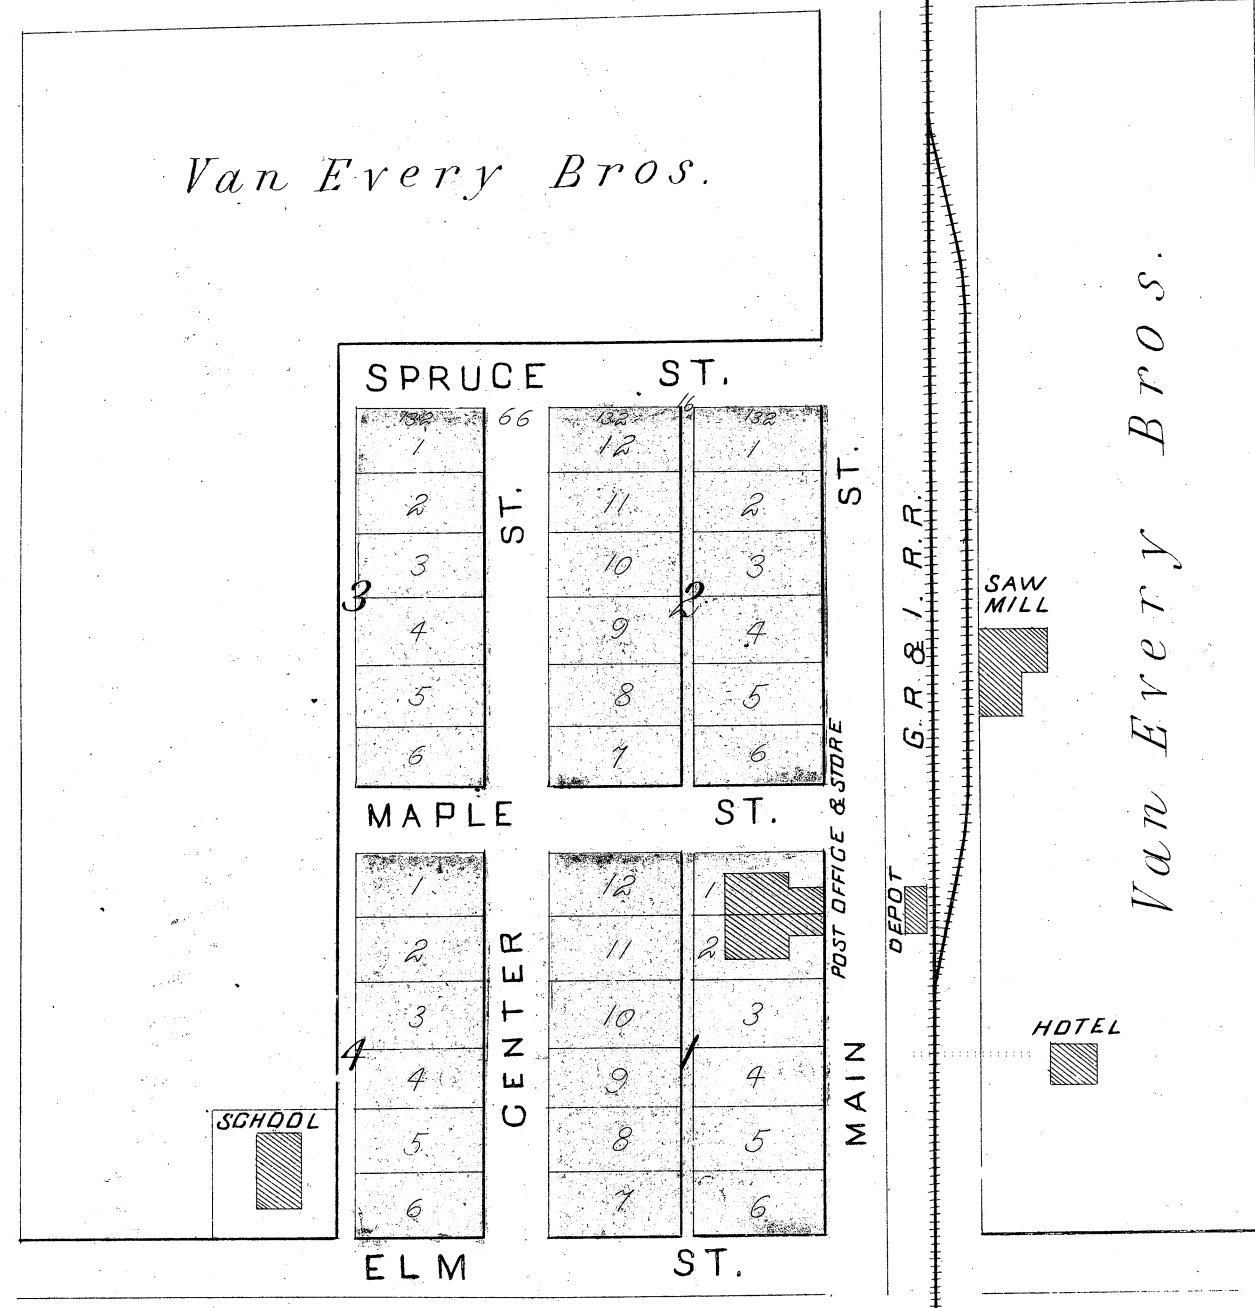 Van Every Bros.
SPRUCE ST.
132 66 132 16 132
1 12 1
2 11 2
3 10 3
3 2
4 9 4
5 8 5
6 7 6
CENTER ST.
MAIN ST.
G. R. & I. R. R.
SAW
MILL
Van Every Bros.
MAPLE ST.
POST OFFICE & STORE
DEPOT
1 12 1
2 11 2
3 10 3
4 1
4 9 4
5 8 5
6 7 6
HOTEL
SCHOOL
ELM ST.